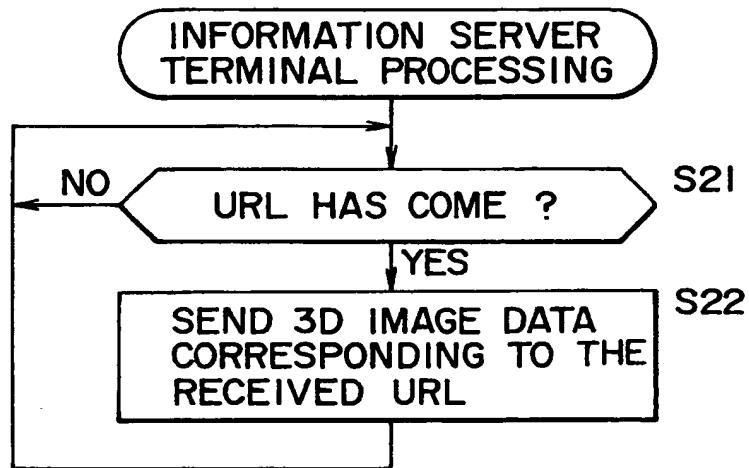 INFORMATION SERVER
TERMINAL PROCESSING
NO
URL HAS COME ?
S21
YES
S22
SEND 3D IMAGE DATA
CORRESPONDING TO THE
RECEIVED URL